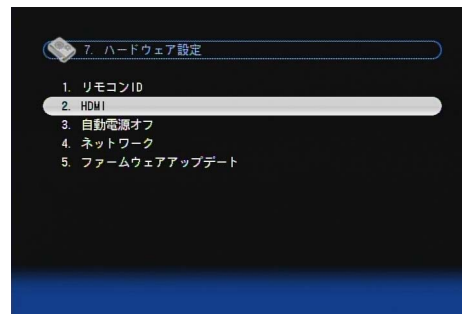 7. ハードウェア設定
1. リモコンID
2. HDMI
3. 自動電源オフ
4. ネットワーク
5. ファームウェアアップデート